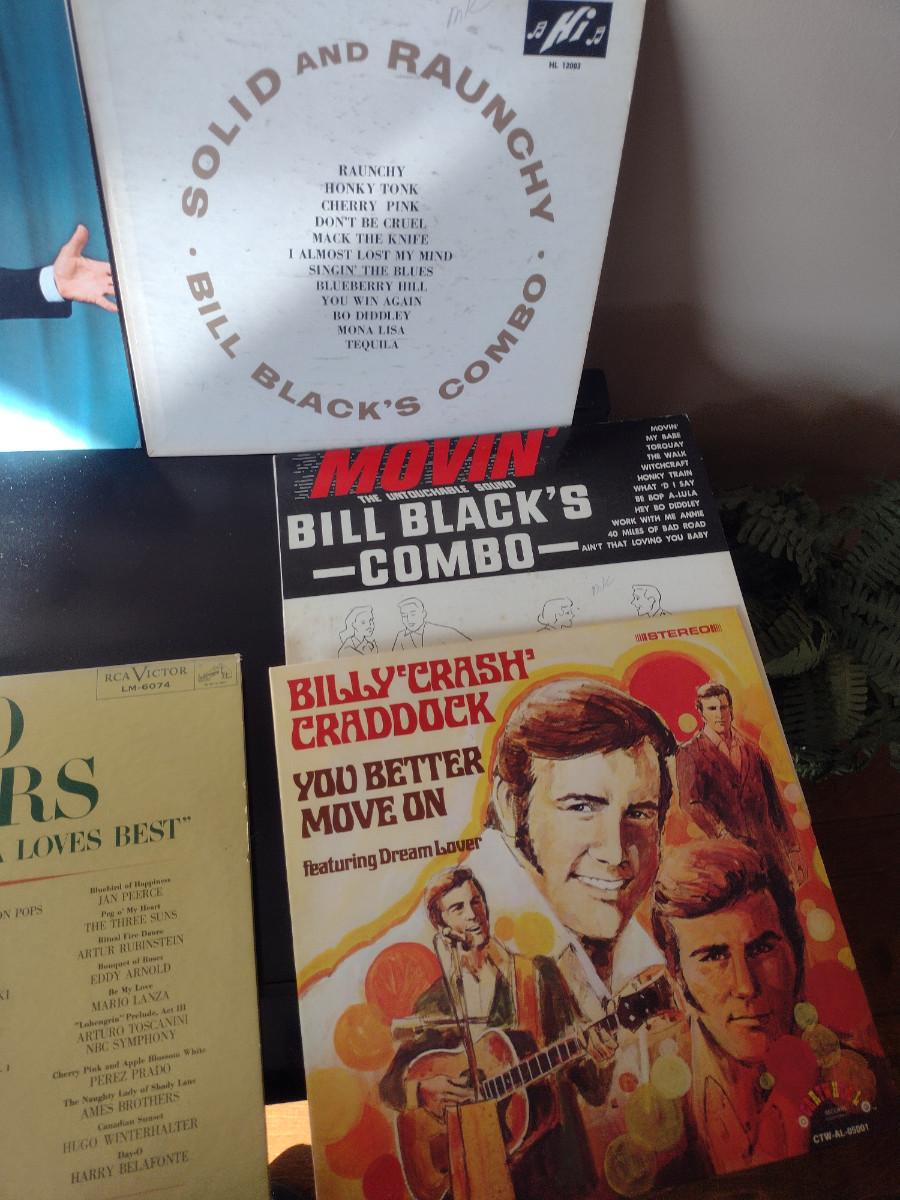 mk
Hi
HL 12003
SOLID AND RAUNCHY
· BILL BLACK'S COMBO ·
RAUNCHY
HONKY TONK
CHERRY PINK
DON'T BE CRUEL
MACK THE KNIFE
I ALMOST LOST MY MIND
SINGIN' THE BLUES
BLUEBERRY HILL
YOU WIN AGAIN
BO DIDDLEY
MONA LISA
TEQUILA
MOVIN'
THE UNTOUCHABLE SOUND
BILL BLACK'S
—COMBO—
MOVIN'
MY BABE
TORQUAY
THE WALK
WITCHCRAFT
HONKY TRAIN
WHAT 'D I SAY
BE BOP A-LULA
HEY BO DIDDLEY
WORK WITH ME ANNIE
40 MILES OF BAD ROAD
AIN'T THAT LOVING YOU BABY
mk
RCA VICTOR
LM-6074
RS
LOVES BEST"
ON POPS
Bluebird of Happiness
JAN PEERCE
Peg o' My Heart
THE THREE SUNS
Ritual Fire Dance
ARTUR RUBINSTEIN
Bouquet of Roses
EDDY ARNOLD
Be My Love
MARIO LANZA
"Lohengrin" Prelude, Act III
ARTURO TOSCANINI
NBC SYMPHONY
Cherry Pink and Apple Blossom White
PEREZ PRADO
The Naughty Lady of Shady Lane
AMES BROTHERS
Canadian Sunset
HUGO WINTERHALTER
Day-O
HARRY BELAFONTE
STEREO
BILLY 'CRASH'
CRADDOCK
YOU BETTER
MOVE ON
featuring Dream Lover
RECORDS
CTW-AL-05001